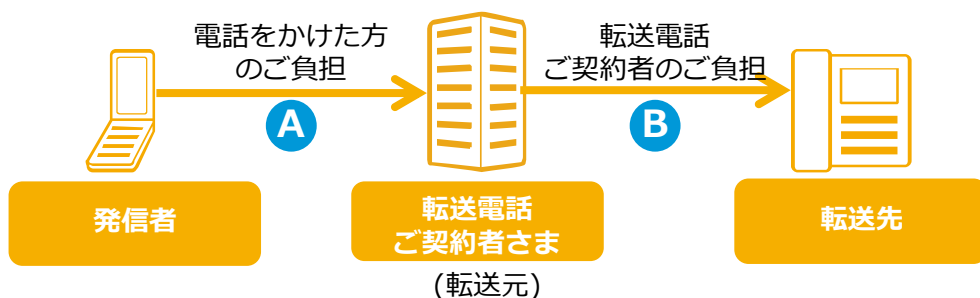 電話をかけた方
のご負担
転送電話
ご契約者のご負担
A
B
発信者
転送電話
ご契約者さま
転送先
(転送元)